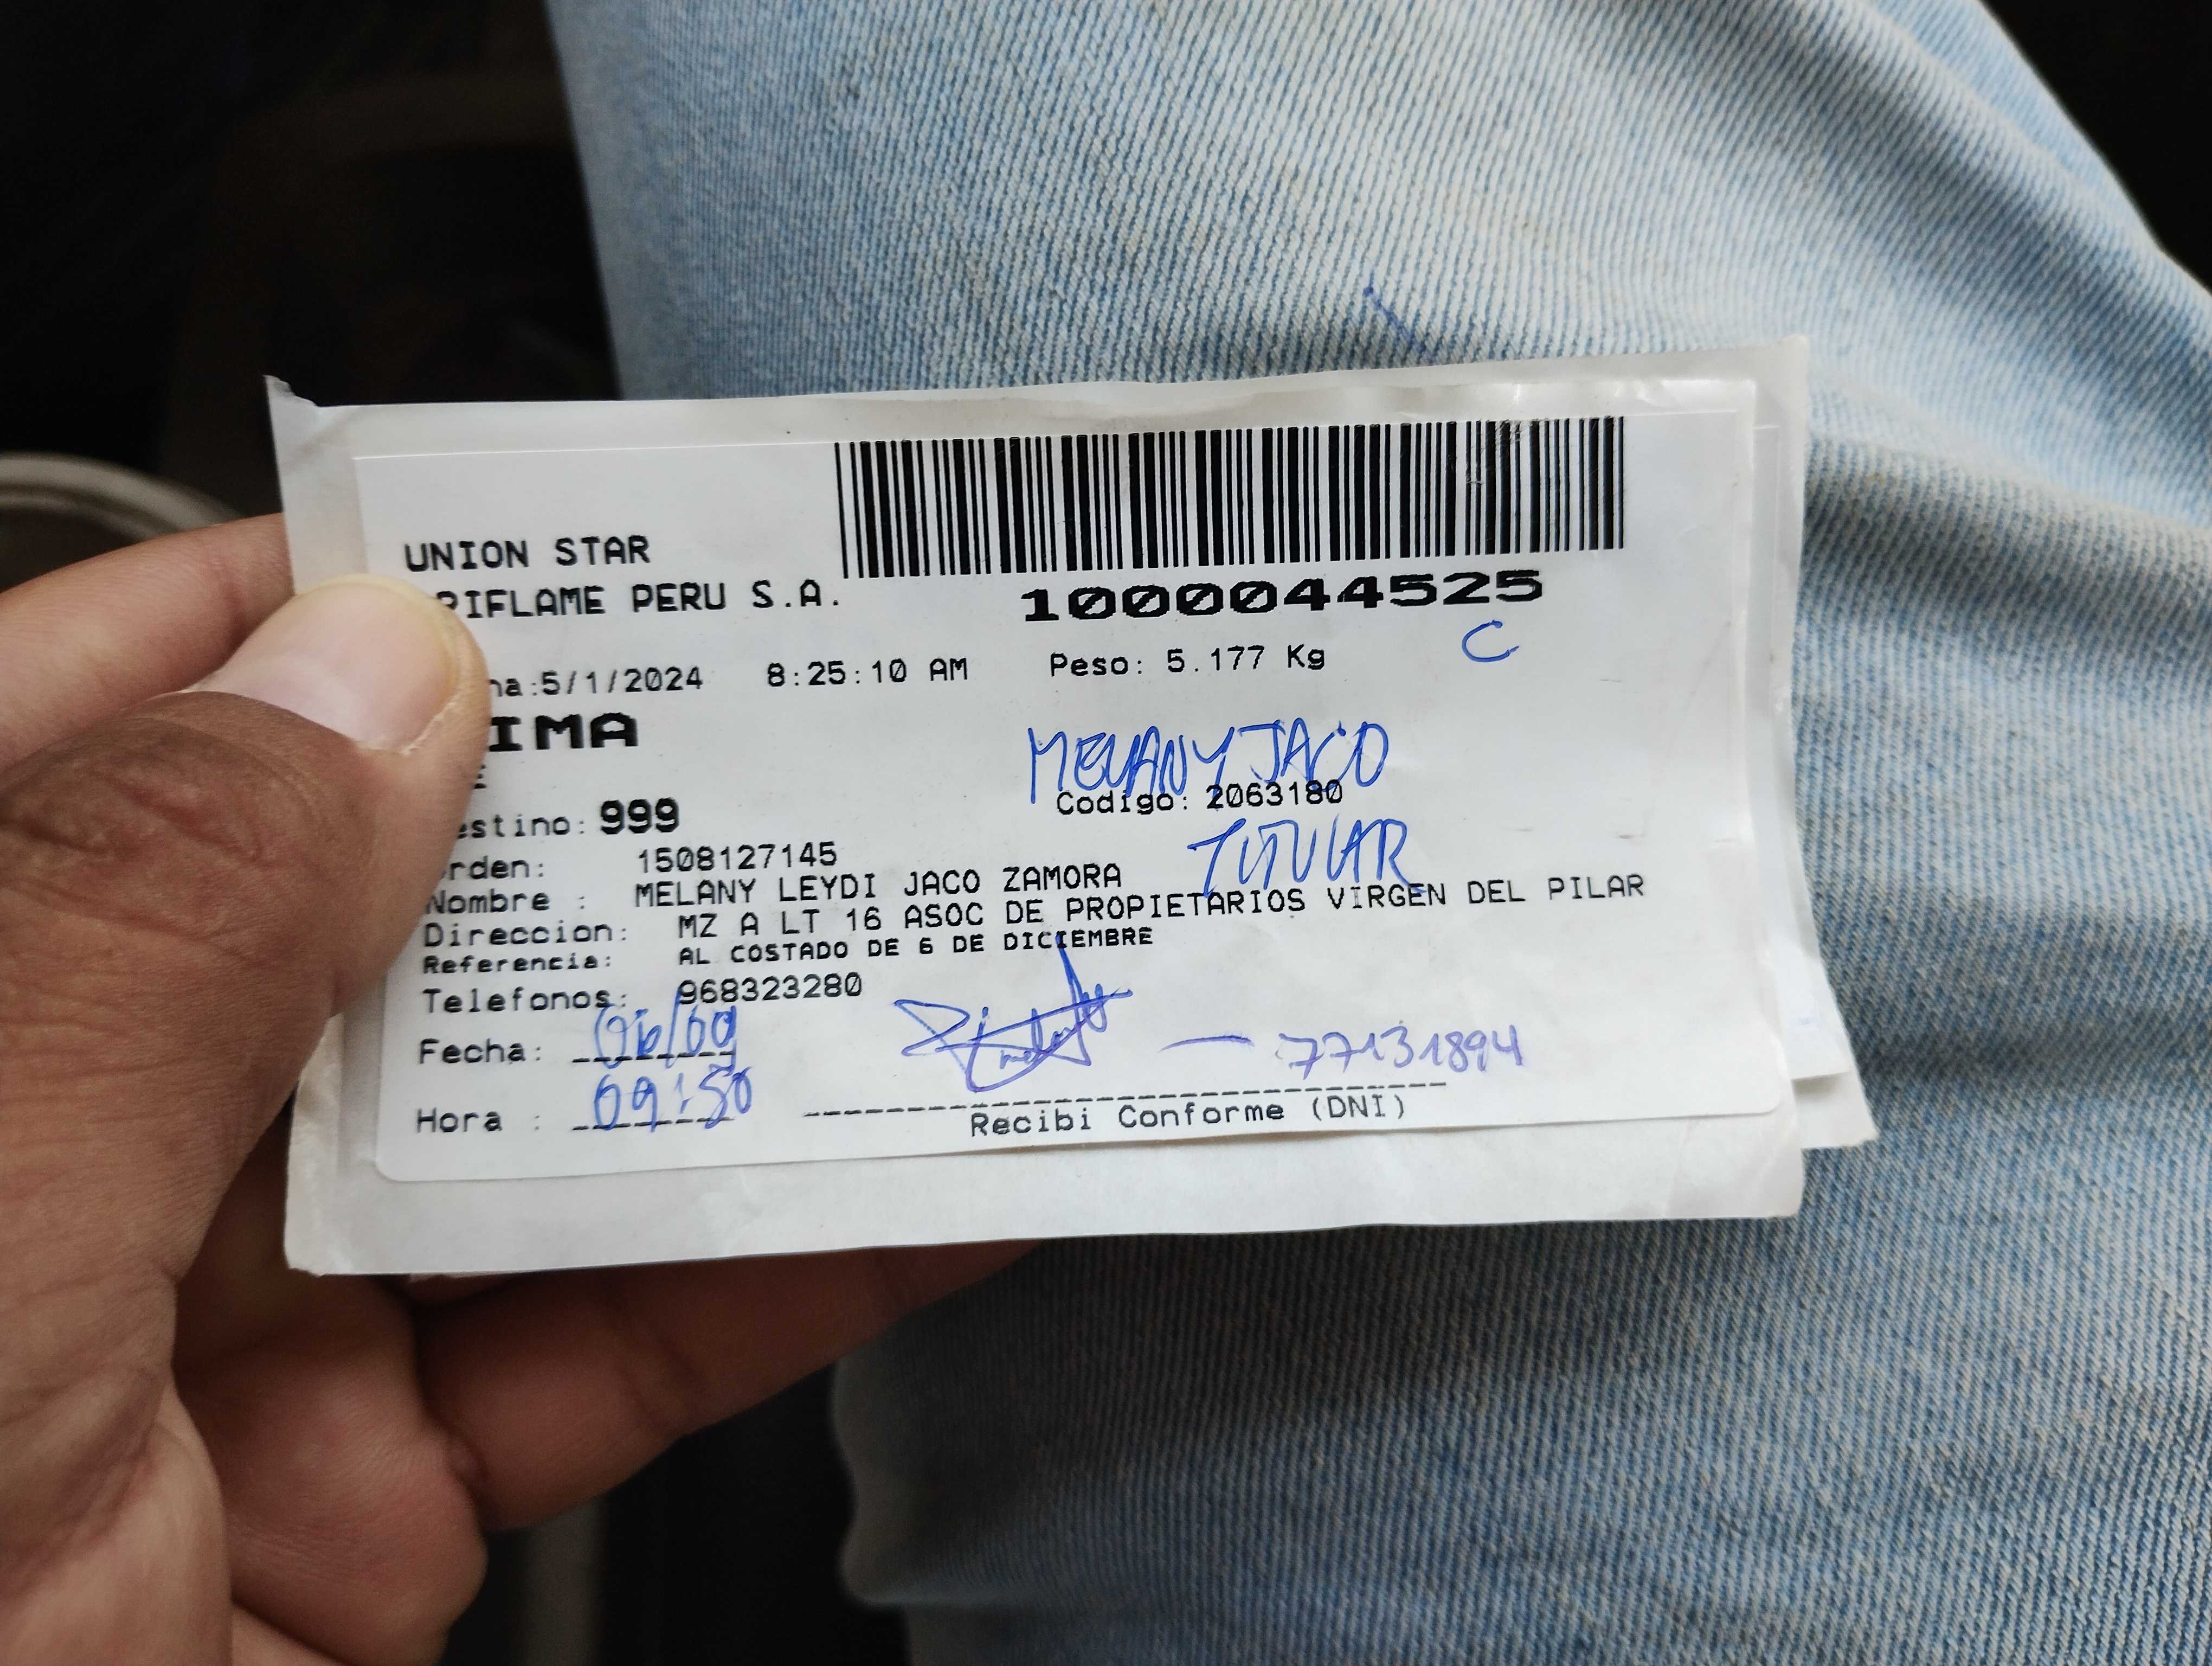 UNION STAR
RIFLAME PERU S.A.
1000044525
ha:5/1/2024 8:25:10 AM Peso: 5.177 Kg C
IMA
MELANY JACO
estino: 999 Codigo: 2063180
TITULAR
rden: 1508127145
Nombre : MELANY LEYDI JACO ZAMORA
Direccion: MZ A LT 16 ASOC DE PROPIETARIOS VIRGEN DEL PILAR
Referencia: AL COSTADO DE 6 DE DICIEMBRE
Telefonos: 968323280
Fecha: — 77131894
Hora : 09:50
Recibi Conforme (DNI)